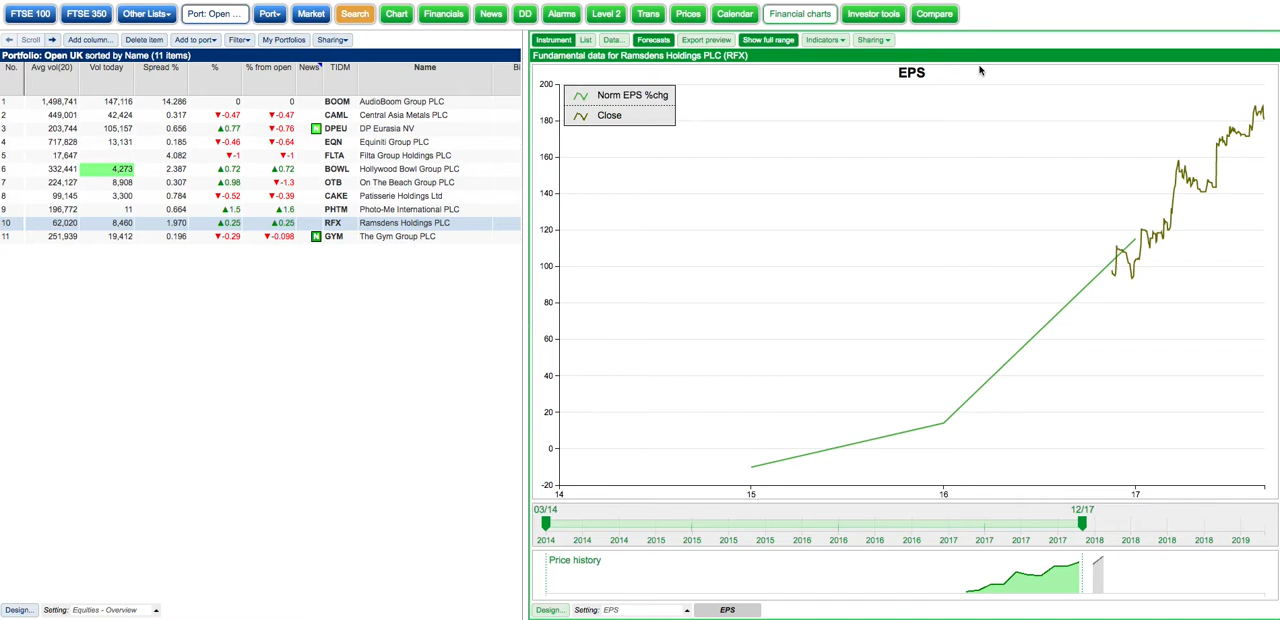 FTSE 100 FTSE 350 Other Lists Port: Open ... Port Market Search Chart Financials News DD Alarms Level 2 Trans Prices Calendar Financial charts Investor tools Compare
Scroll Add column... Delete item Add to port Filter My Portfolios Sharing
Portfolio: Open UK sorted by Name (11 items)
No. Avg vol(20) Vol today Spread % % % from open News TIDM Name Bi
1 1,498,741 147,116 14.286 0 0 BOOM AudioBoom Group PLC
2 449,001 42,424 0.317 ▼-0.47 ▼-0.47 CAML Central Asia Metals PLC
3 203,744 105,157 0.656 ▲0.77 ▼-0.76 N DPEU DP Eurasia NV
4 717,828 13,131 0.185 ▼-0.46 ▼-0.64 EQN Equiniti Group PLC
5 17,647 4.082 ▼-1 ▼-1 FLTA Filta Group Holdings PLC
6 332,441 4,273 2.387 ▲0.72 ▲0.72 BOWL Hollywood Bowl Group PLC
7 224,127 8,908 0.307 ▲0.98 ▼-1.3 OTB On The Beach Group PLC
8 99,145 3,300 0.784 ▼-0.52 ▼-0.39 CAKE Patisserie Holdings Ltd
9 196,772 11 0.664 ▲1.5 ▲1.6 PHTM Photo-Me International PLC
10 62,020 8,460 1.970 ▲0.25 ▲0.25 RFX Ramsdens Holdings PLC
11 251,939 19,412 0.196 ▼-0.29 ▼-0.098 N GYM The Gym Group PLC
Design... Setting: Equities - Overview
Instrument List Data... Forecasts Export preview Show full range Indicators Sharing
Fundamental data for Ramsdens Holdings PLC (RFX)
EPS
Norm EPS %chg
Close
200
180
160
140
120
100
80
60
40
20
0
-20
14 15 16 17
03/14 12/17
2014 2014 2014 2015 2015 2015 2015 2016 2016 2016 2016 2017 2017 2017 2017 2018 2018 2018 2018 2019
Price history
Design... Setting: EPS EPS